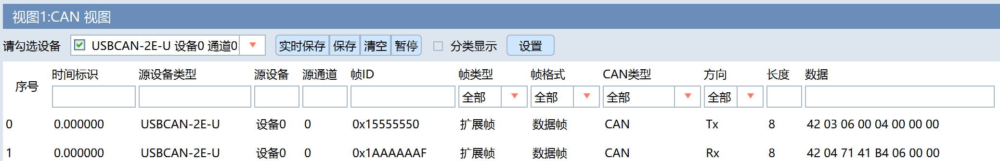 视图1:CAN 视图
请勾选设备 USBCAN-2E-U 设备0 通道0 实时保存 保存 清空 暂停 分类显示 设置
序号 时间标识 源设备类型 源设备 源通道 帧ID 帧类型 帧格式 CAN类型 方向 长度 数据
全部 全部 全部 全部
0 0.000000 USBCAN-2E-U 设备0 0 0x15555550 扩展帧 数据帧 CAN Tx 8 42 03 06 00 04 00 00 00
1 0.000000 USBCAN-2E-U 设备0 0 0x1AAAAAAF 扩展帧 数据帧 CAN Rx 8 42 04 71 41 B4 06 00 00